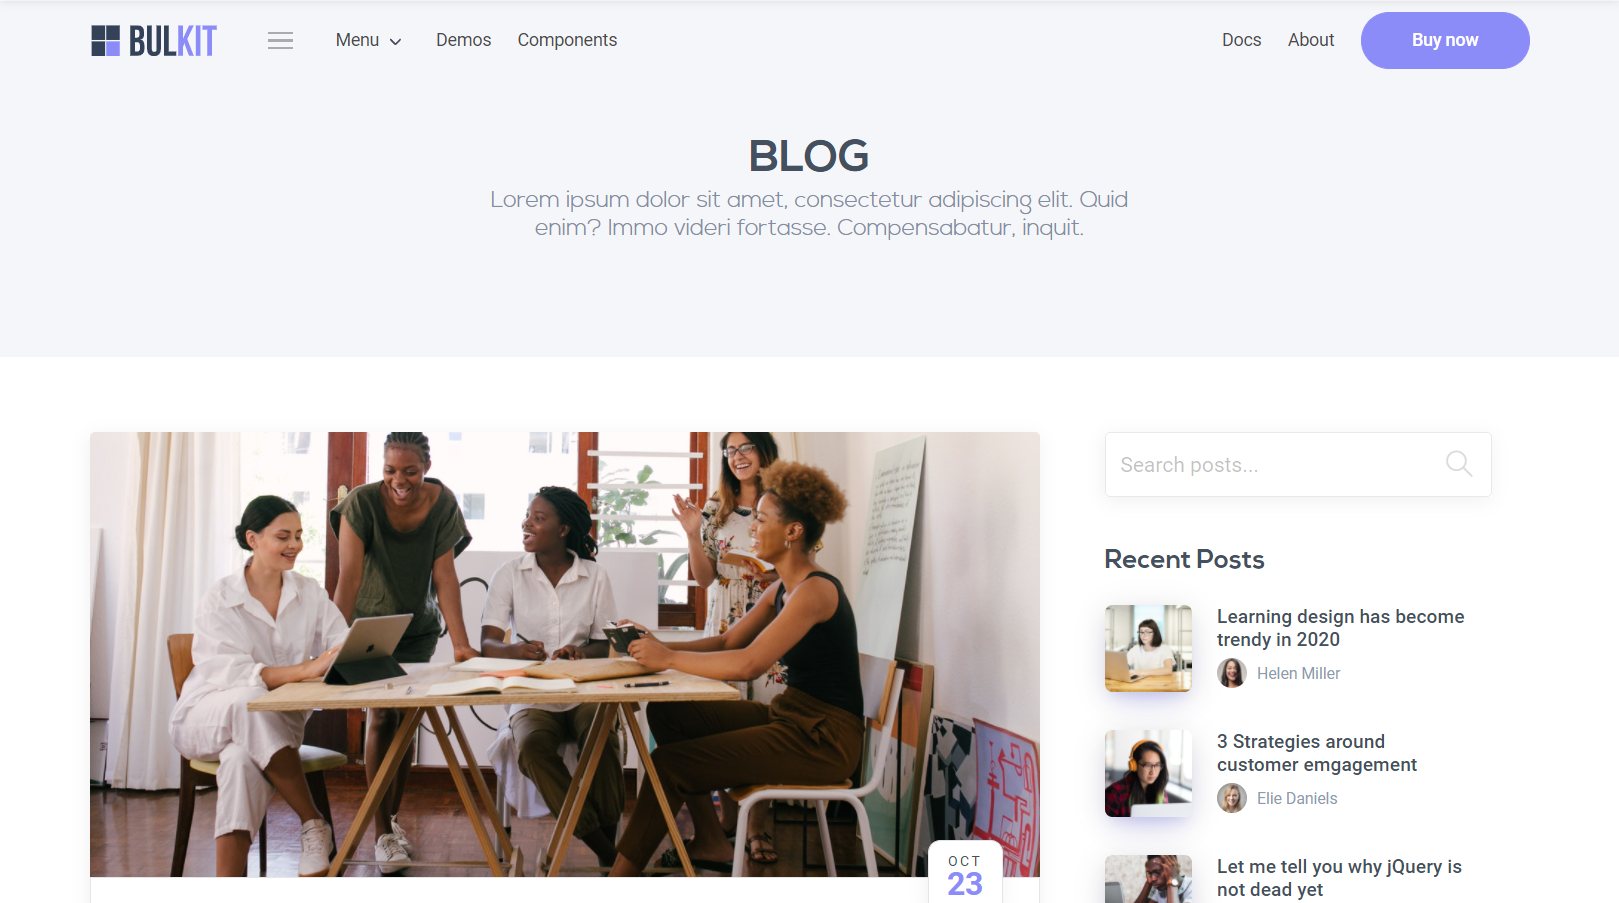 BULKIT
Menu
Demos
Components
Docs
About
Buy now
BLOG
Lorem ipsum dolor sit amet, consectetur adipiscing elit. Quid
enim? Immo videri fortasse. Compensabatur, inquit.
Search posts...
Recent Posts
Learning design has become
trendy in 2020
Helen Miller
3 Strategies around
customer emgagement
Elie Daniels
Let me tell you why jQuery is
not dead yet
OCT
23